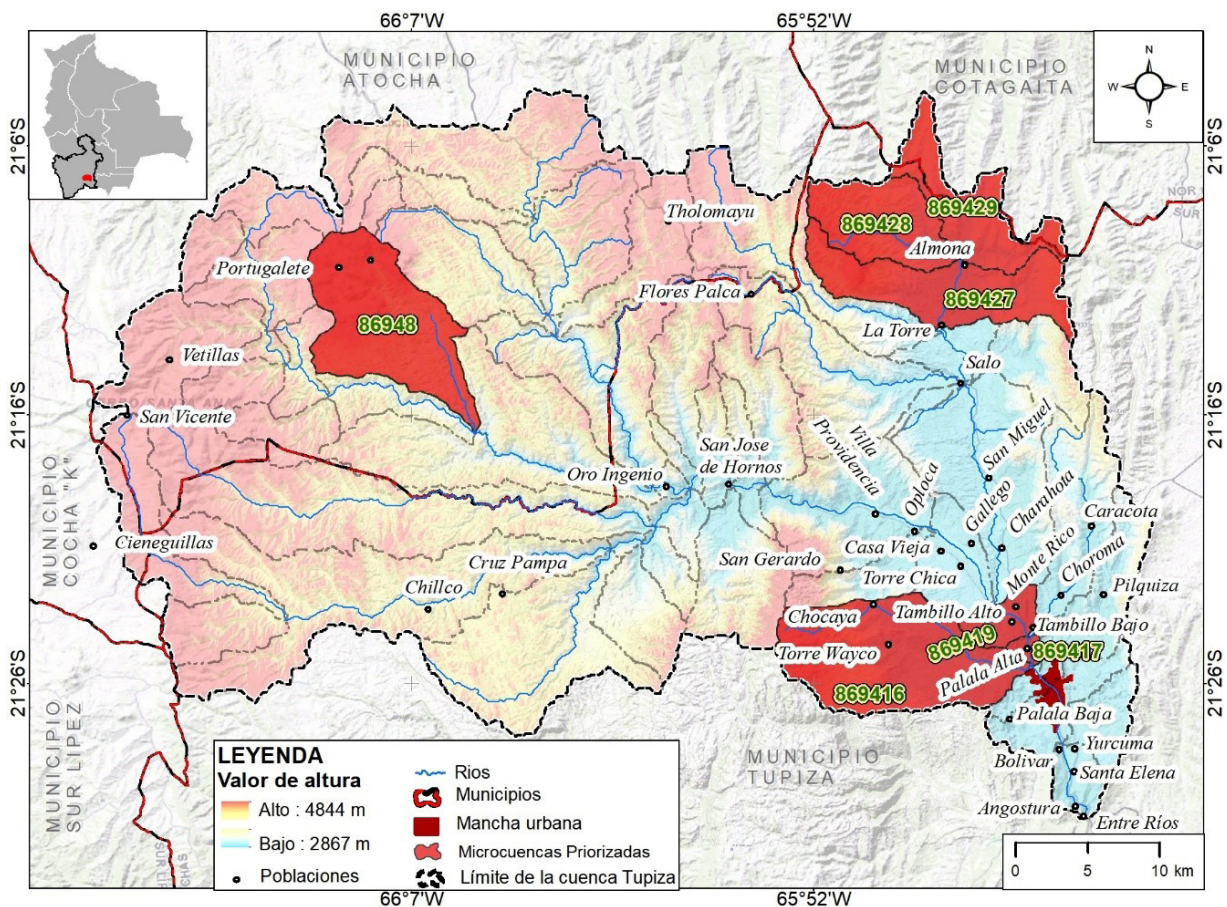 66°7'W
65°52'W
MUNICIPIO
ATOCHA
MUNICIPIO
COTAGAITA
N
W
E
S
21°6'S
21°6'S
NOR
SUR
869429
869428
Tholomayu
Almona
Portugalete
Flores Palca
869427
86948
La Torre
Vetillas
Salo
21°16'S
21°16'S
San Vicente
San Miguel
Villa
Providencia
San Jose
de Hornos
Oro Ingenio
Oploca
Gallego
Charahota
Caracota
MUNICIPIO
COCHA "K"
Cieneguillas
Casa Vieja
Monte Rico
Choroma
Cruz Pampa
San Gerardo
Torre Chica
Pilquiza
Chillco
Chocaya
Tambillo Alto
Tambillo Bajo
Torre Wayco
869419
869417
Palala Alta
21°26'S
21°26'S
869416
MUNICIPIO
SUR LIPEZ
Palala Baja
MUNICIPIO
TUPIZA
Bolivar
Yurcuma
Santa Elena
Angostura
Entre Ríos
LEYENDA
Valor de altura
Alto : 4844 m
Bajo : 2867 m
Poblaciones
Rios
Municipios
Mancha urbana
Microcuencas Priorizadas
Límite de la cuenca Tupiza
0
5
10 km
66°7'W
65°52'W